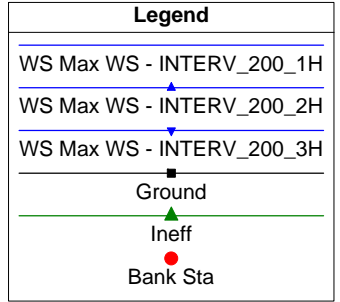 Legend
WS Max WS - INTERV_200_1H
WS Max WS - INTERV_200_2H
WS Max WS - INTERV_200_3H
Ground
Ineff
Bank Sta